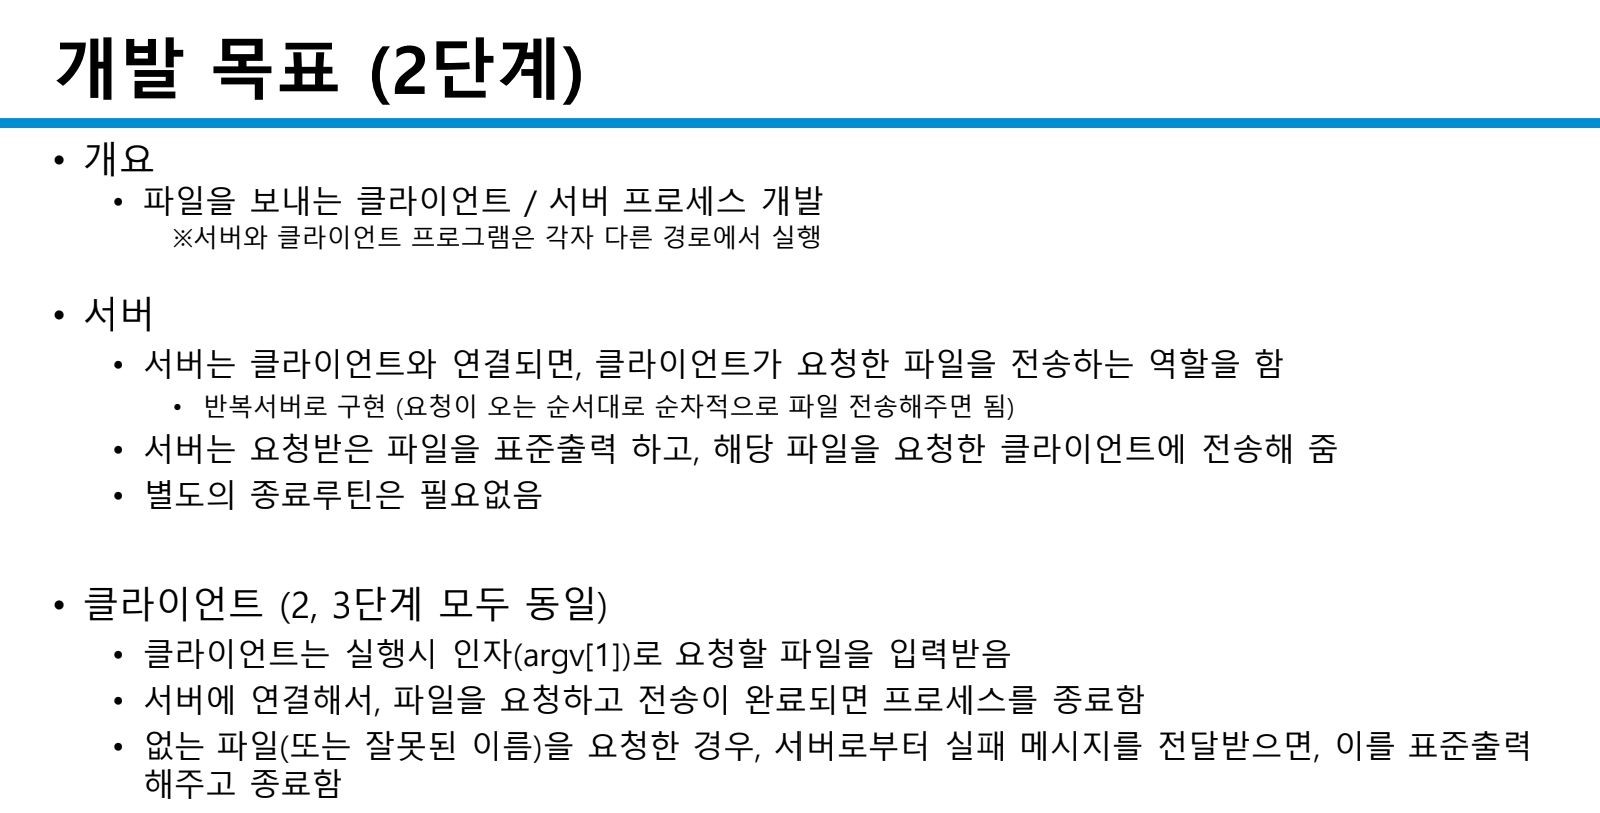 개발 목표 (2단계)
• 개요
• 파일을 보내는 클라이언트 / 서버 프로세스 개발
※서버와 클라이언트 프로그램은 각자 다른 경로에서 실행
• 서버
• 서버는 클라이언트와 연결되면, 클라이언트가 요청한 파일을 전송하는 역할을 함
• 반복서버로 구현 (요청이 오는 순서대로 순차적으로 파일 전송해주면 됨)
• 서버는 요청받은 파일을 표준출력 하고, 해당 파일을 요청한 클라이언트에 전송해 줌
• 별도의 종료루틴은 필요없음
• 클라이언트 (2, 3단계 모두 동일)
• 클라이언트는 실행시 인자(argv[1])로 요청할 파일을 입력받음
• 서버에 연결해서, 파일을 요청하고 전송이 완료되면 프로세스를 종료함
• 없는 파일(또는 잘못된 이름)을 요청한 경우, 서버로부터 실패 메시지를 전달받으면, 이를 표준출력
해주고 종료함